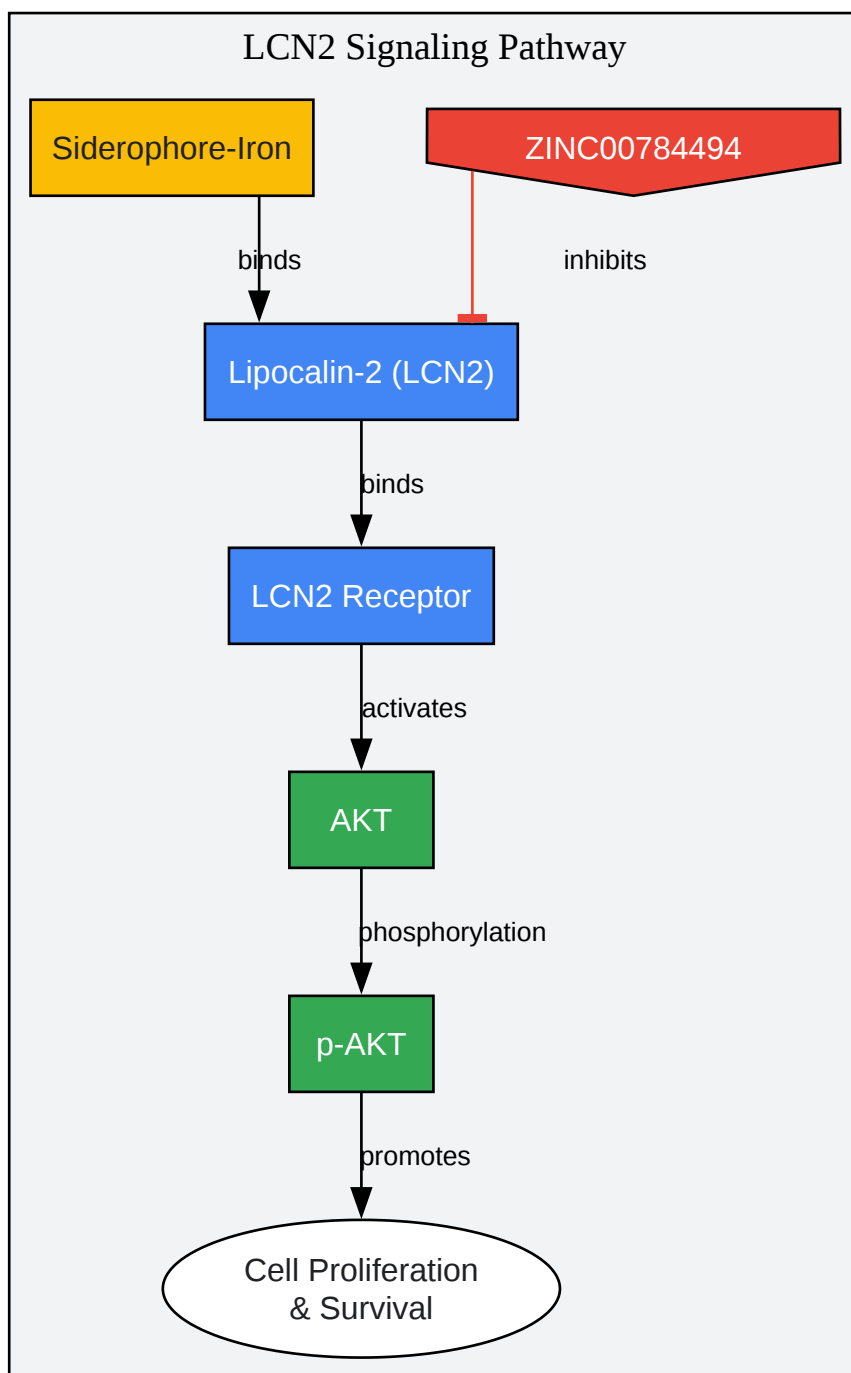 LCN2 Signaling Pathway
Siderophore-Iron
ZINC00784494
binds
inhibits
Lipocalin-2 (LCN2)
binds
LCN2 Receptor
activates
AKT
phosphorylation
p-AKT
promotes
Cell Proliferation
& Survival